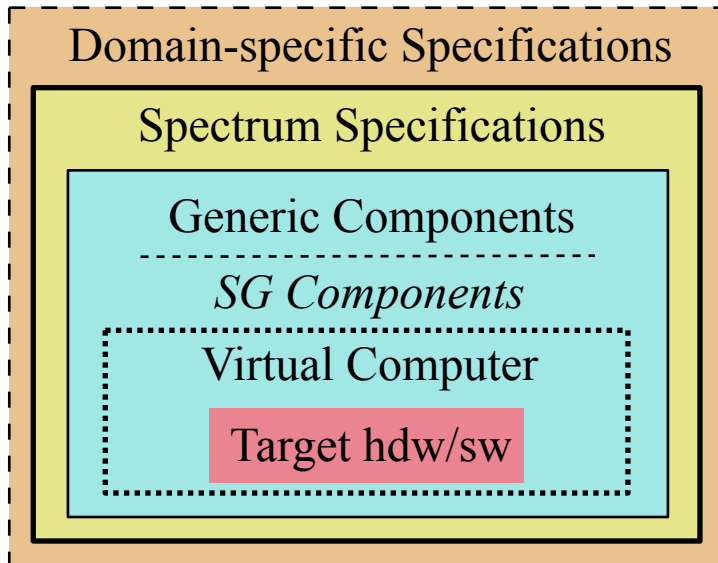 Domain-specific Specifications
Spectrum Specifications
Generic Components
SG Components
Virtual Computer
Target hdw/sw